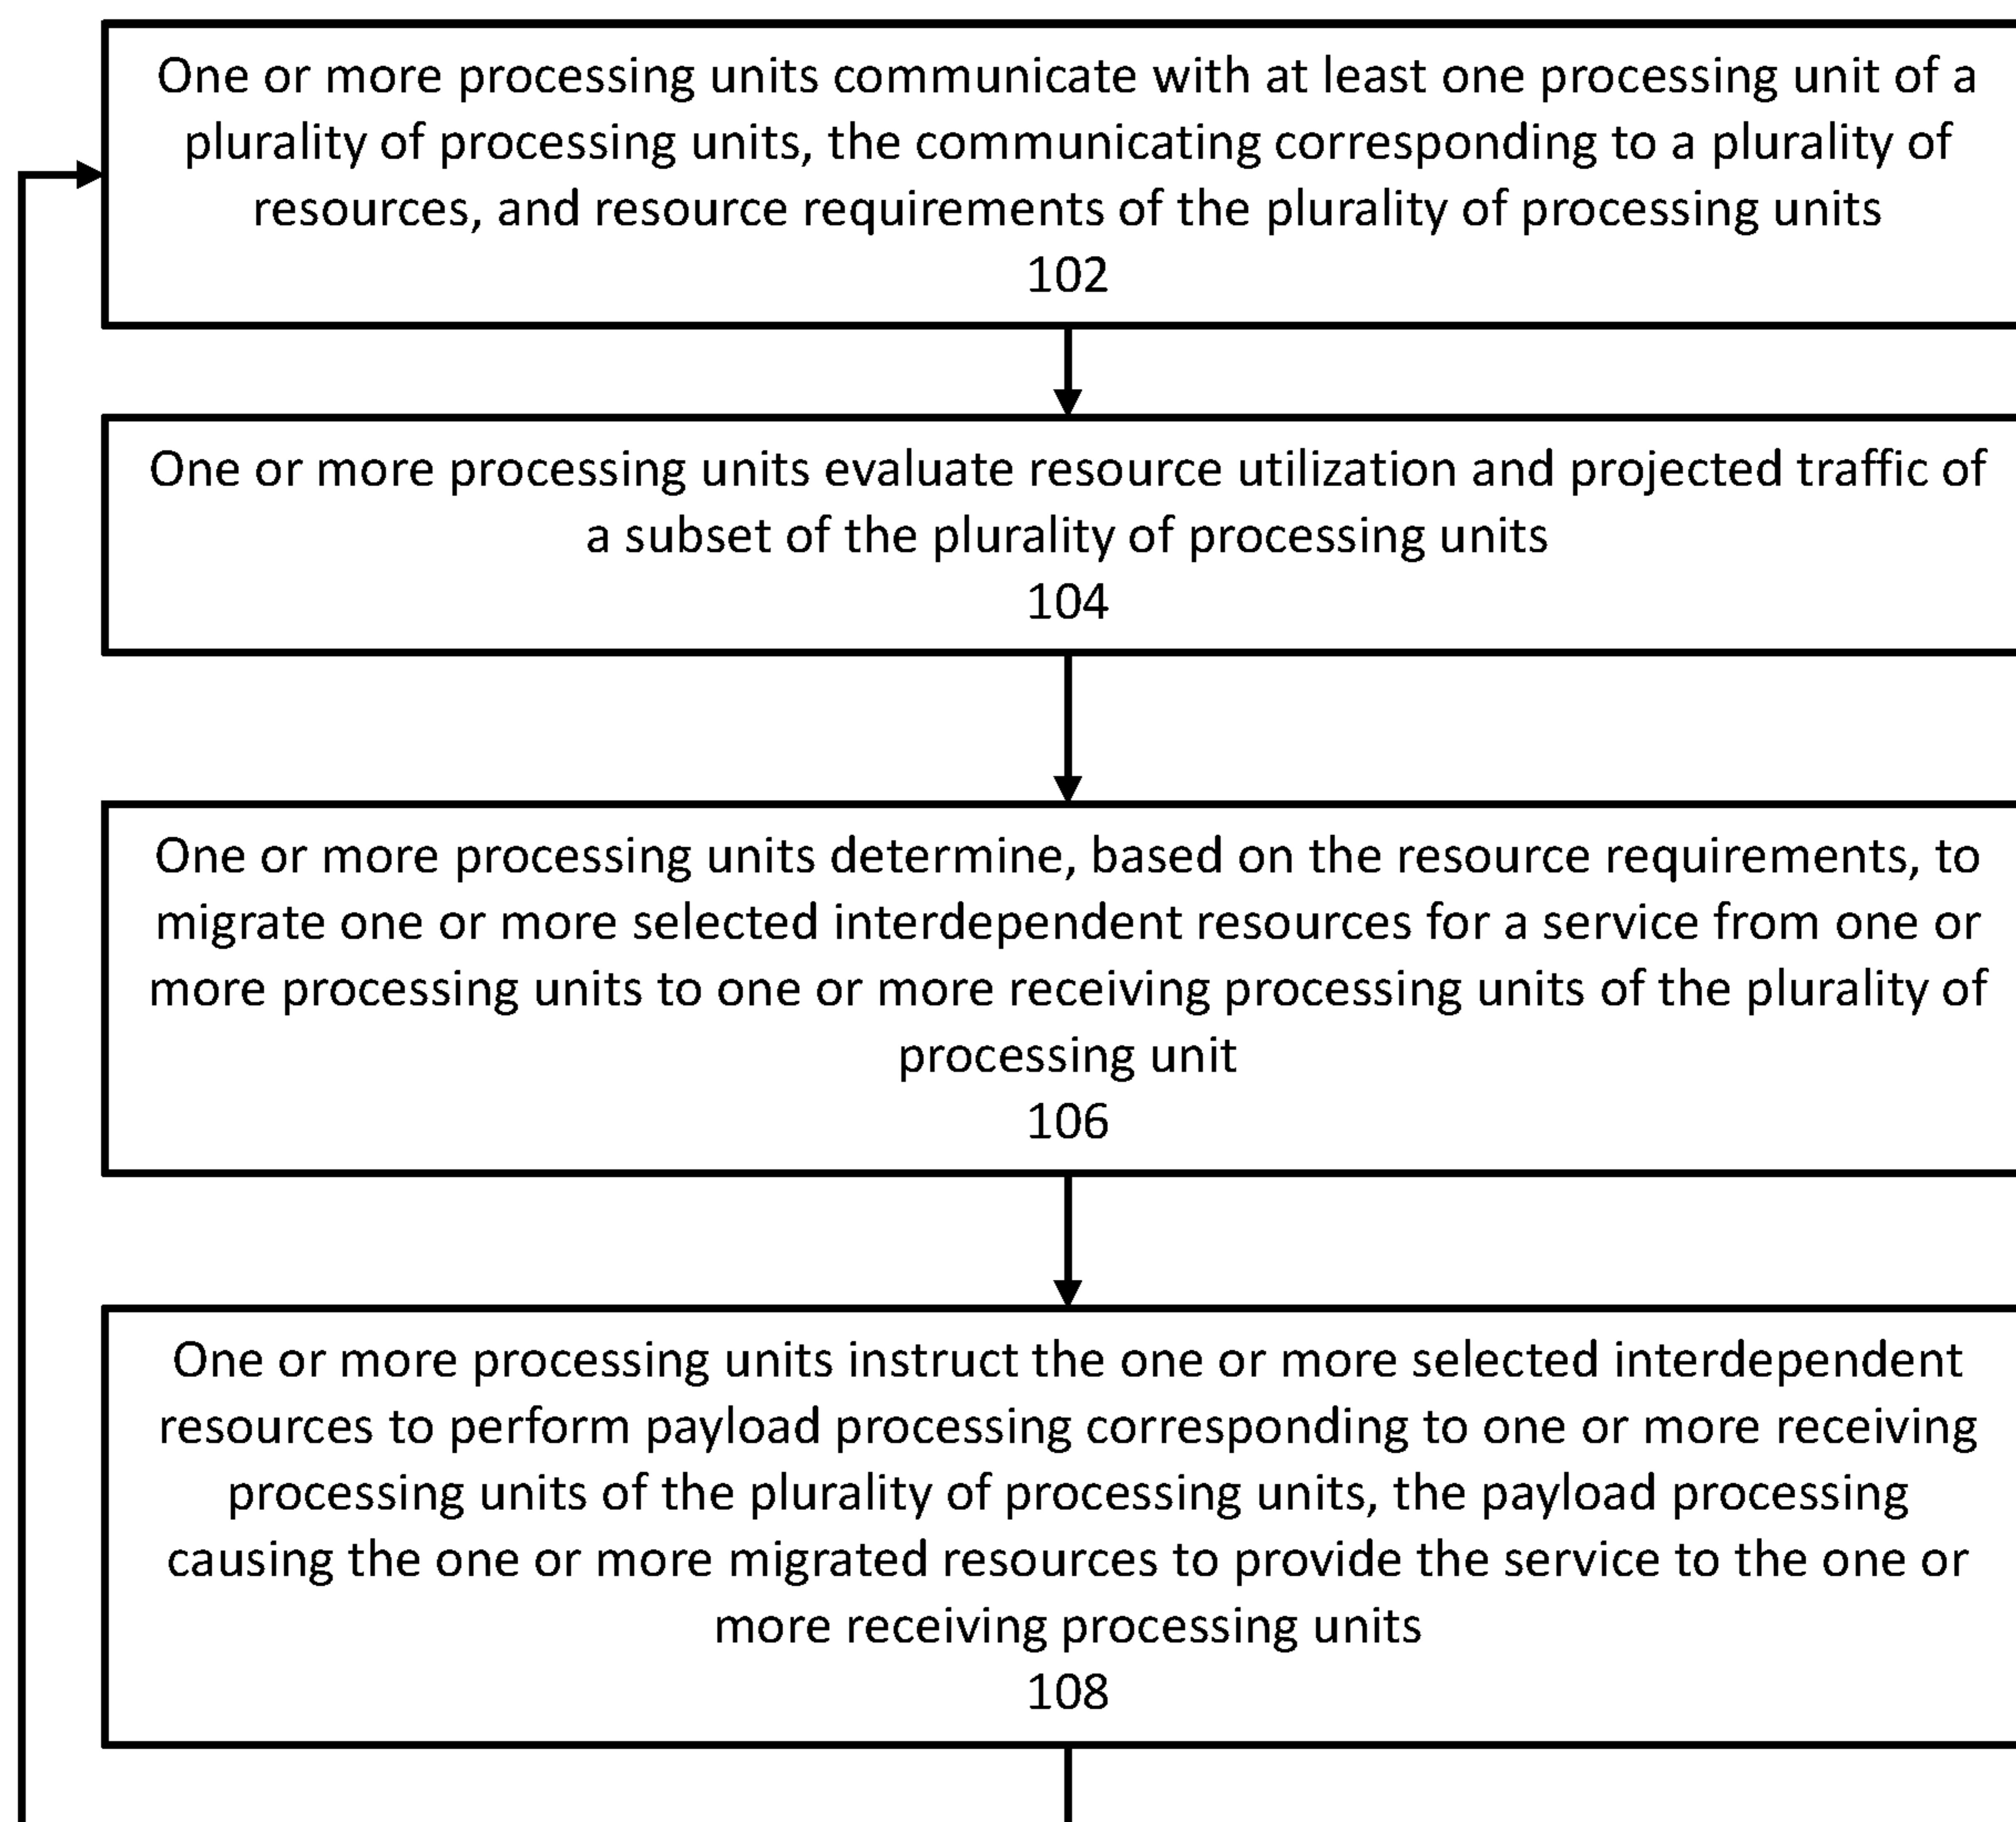 One or more processing units communicate with at least one processing unit of a
plurality of processing units, the communicating corresponding to a plurality of
resources, and resource requirements of the plurality of processing units
102
One or more processing units evaluate resource utilization and projected traffic of
a subset of the plurality of processing units
104
One or more processing units determine, based on the resource requirements, to
migrate one or more selected interdependent resources for a service from one or
more processing units to one or more receiving processing units of the plurality of
processing unit
106
One or more processing units instruct the one or more selected interdependent
resources to perform payload processing corresponding to one or more receiving
processing units of the plurality of processing units, the payload processing
causing the one or more migrated resources to provide the service to the one or
more receiving processing units
108